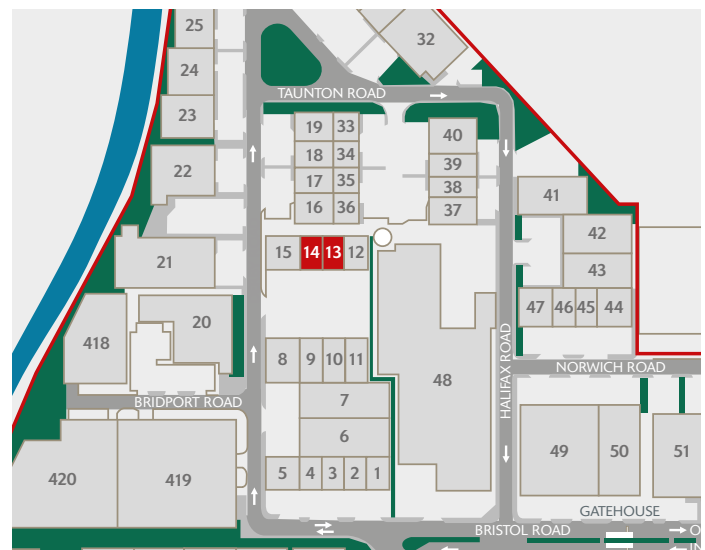 25
32
24
TAUNTON ROAD
23
19 33
40
18 34
22
39
17 35
38
41
16 36
37
42
15 14 13 12
21
43
47 46 45 44
20
418
HALIFAX ROAD
8 9 10 11
NORWICH ROAD
48
7
BRIDPORT ROAD
6
49 50 51
5 4 3 2 1
420 419
GATEHOUSE
BRISTOL ROAD